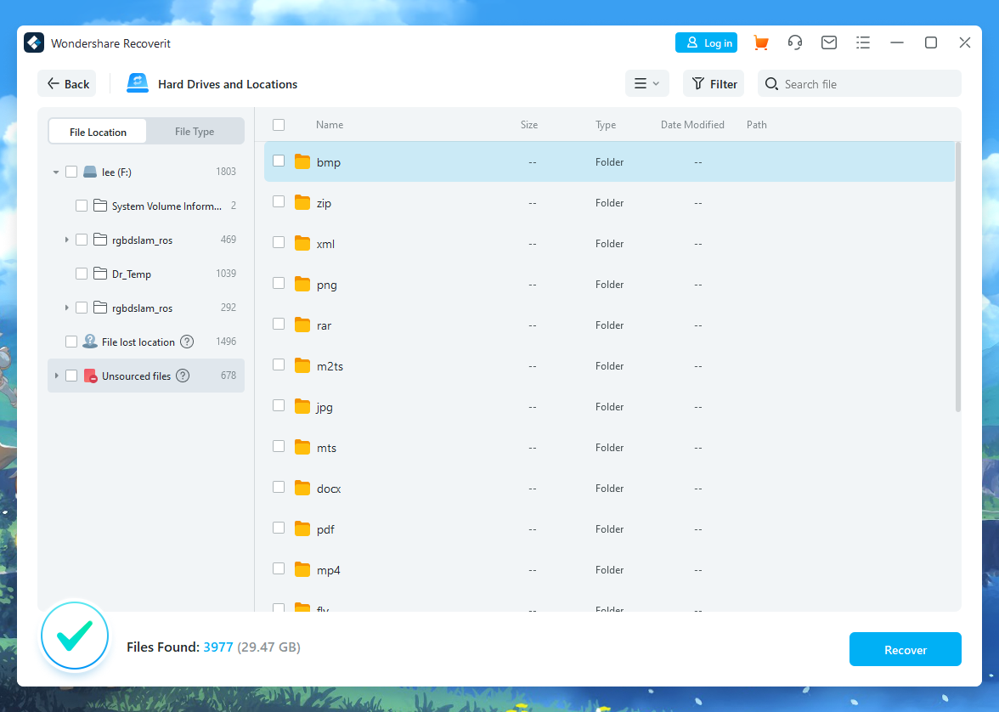 Wondershare Recoverit
Log in
Back
Hard Drives and Locations
Filter
Search file
File Location
File Type
Name
Size
Type
Date Modified
Path
lee (F:) 1803
System Volume Inform... 2
rgbdslam_ros 469
Dr_Temp 1039
rgbdslam_ros 292
File lost location ? 1496
Unsourced files ? 678
bmp -- Folder --
zip -- Folder --
xml -- Folder --
png -- Folder --
rar -- Folder --
m2ts -- Folder --
jpg -- Folder --
mts -- Folder --
docx -- Folder --
pdf -- Folder --
mp4 -- Folder --
-- Folder --
Files Found: 3977 (29.47 GB)
Recover